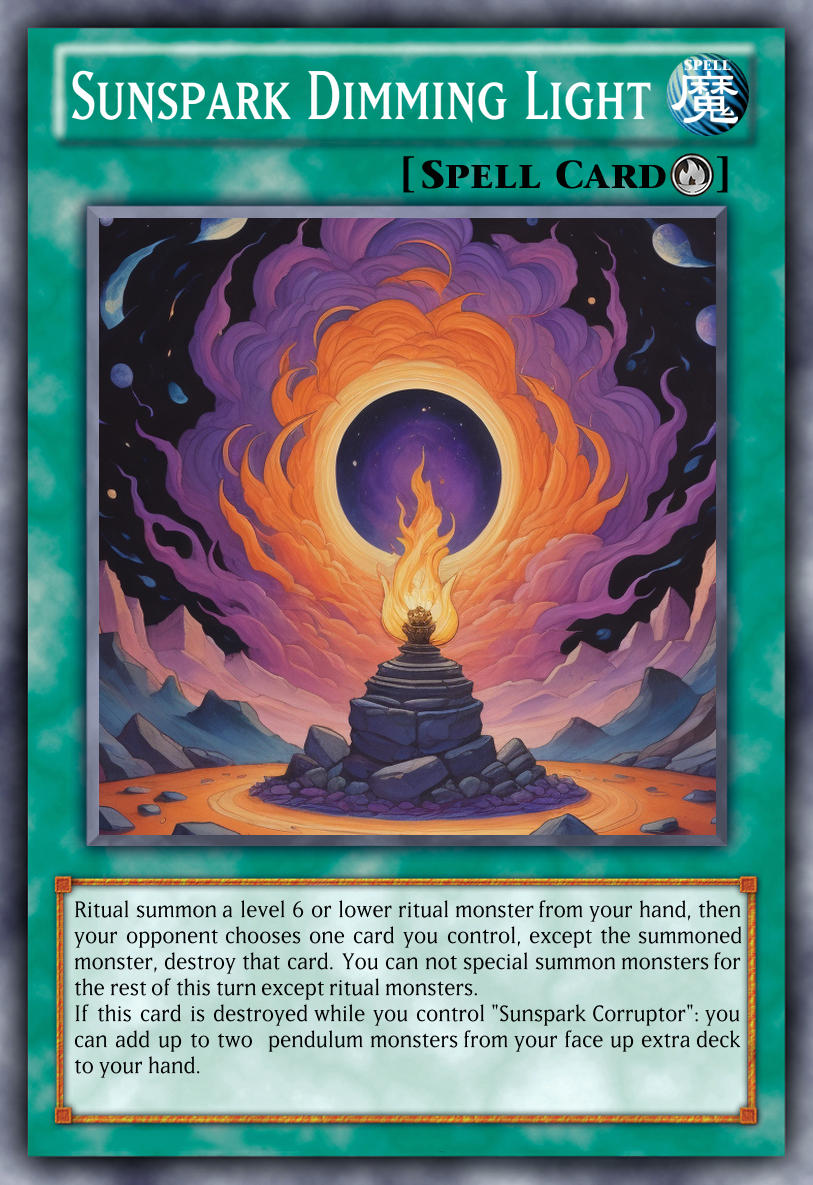 Sunspark Dimming Light
SPELL
魔
[Spell Card]
Ritual summon a level 6 or lower ritual monster from your hand, then
your opponent chooses one card you control, except the summoned
monster, destroy that card. You can not special summon monsters for
the rest of this turn except ritual monsters.
If this card is destroyed while you control "Sunspark Corruptor": you
can add up to two pendulum monsters from your face up extra deck
to your hand.